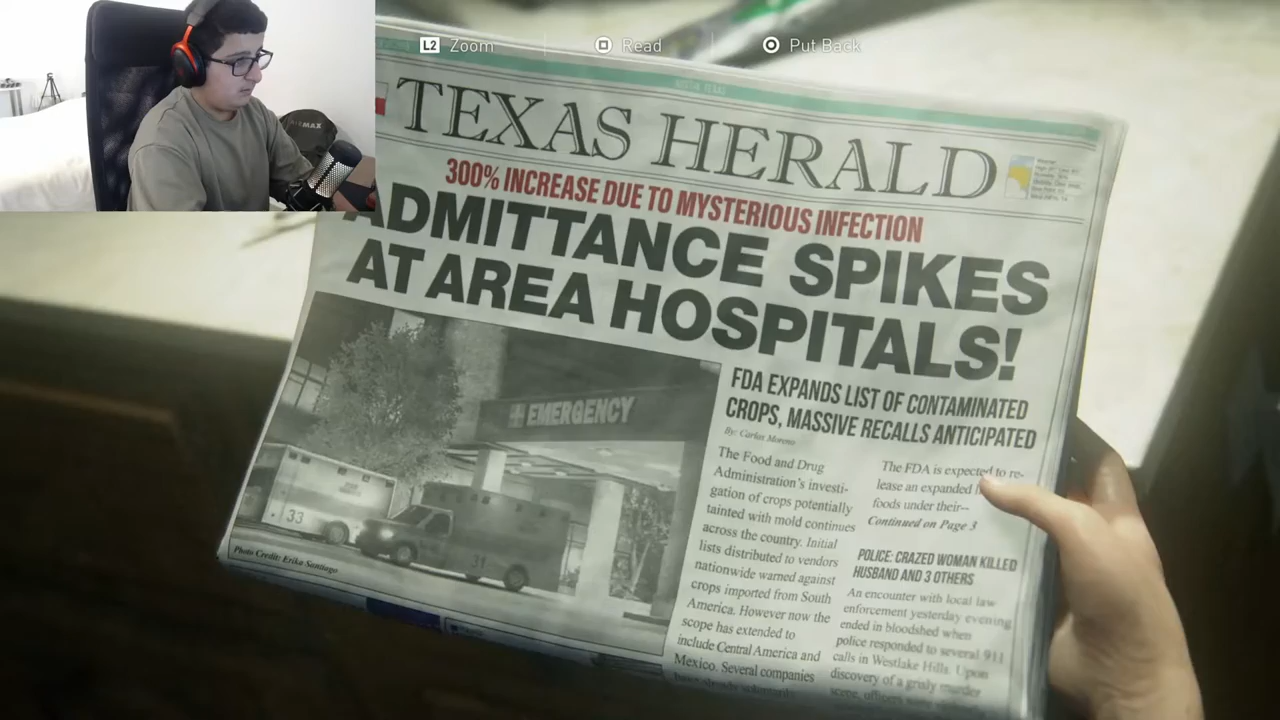 L2 Zoom
Read
Put Back
TEXAS HERALD
300% INCREASE DUE TO MYSTERIOUS INFECTION
ADMITTANCE SPIKES
AT AREA HOSPITALS!
EMERGENCY
33
31
Photo Credit: Erika Santiago
FDA EXPANDS LIST OF CONTAMINATED
CROPS, MASSIVE RECALLS ANTICIPATED
By: Carlos Moreno
The Food and Drug
Administration's investi-
gation of crops potentially
tainted with mold continues
across the country. Initial
lists distributed to vendors
nationwide warned against
crops imported from South
America. However now the
scope has extended to
include Central America and
Mexico. Several companies
have already voluntarily
The FDA is expected to re-
lease an expanded
foods under their--
Continued on Page 3
POLICE: CRAZED WOMAN KILLED
HUSBAND AND 3 OTHERS
An encounter with local law
enforcement yesterday evening
ended in bloodshed when
police responded to several 911
calls in Westlake Hills. Upon
discovery of a grisly murder
scene, officers